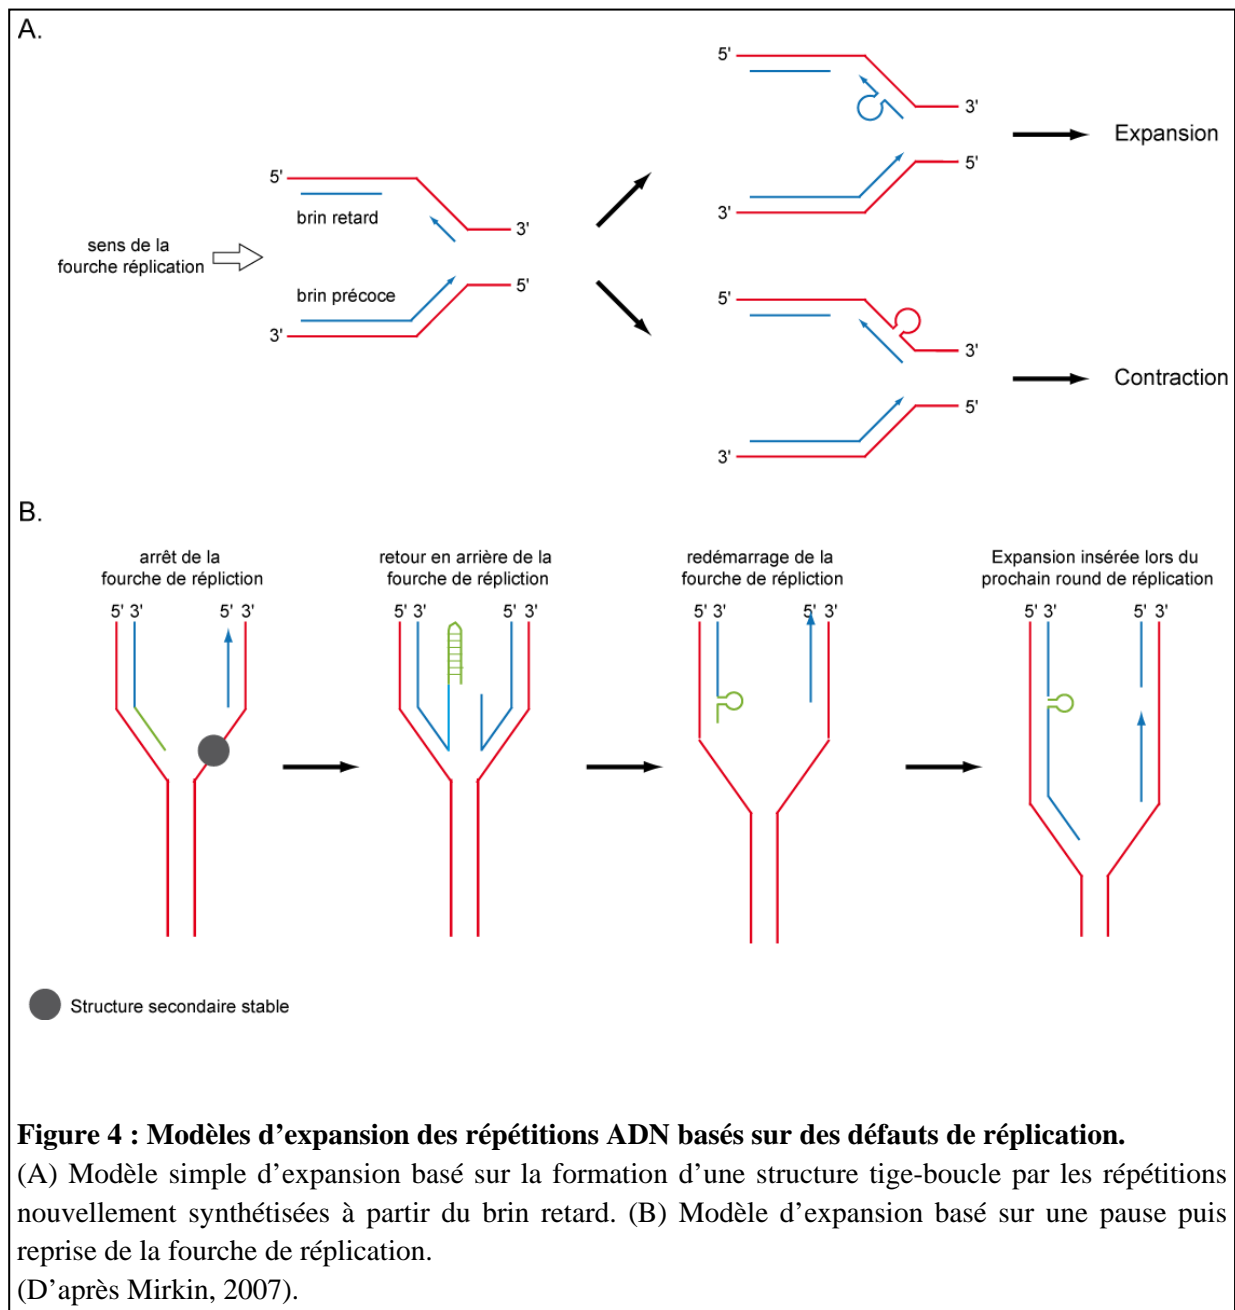 A.
5'
3'
Expansion
5'
3'
5'
brin retard
3'
sens de la
fourche réplication
brin précoce
5'
3'
5'
3'
Contraction
5'
3'
B.
arrêt de la
fourche de répliction
retour en arrière de la
fourche de répliction
redémarrage de la
fourche de répliction
Expansion insérée lors du
prochain round de réplication
5' 3' 5' 3'
5' 3' 5' 3'
5' 3' 5' 3'
5' 3' 5' 3'
Structure secondaire stable
Figure 4 : Modèles d’expansion des répétitions ADN basés sur des défauts de réplication.
(A) Modèle simple d’expansion basé sur la formation d’une structure tige-boucle par les répétitions
nouvellement synthétisées à partir du brin retard. (B) Modèle d’expansion basé sur une pause puis
reprise de la fourche de réplication.
(D’après Mirkin, 2007).